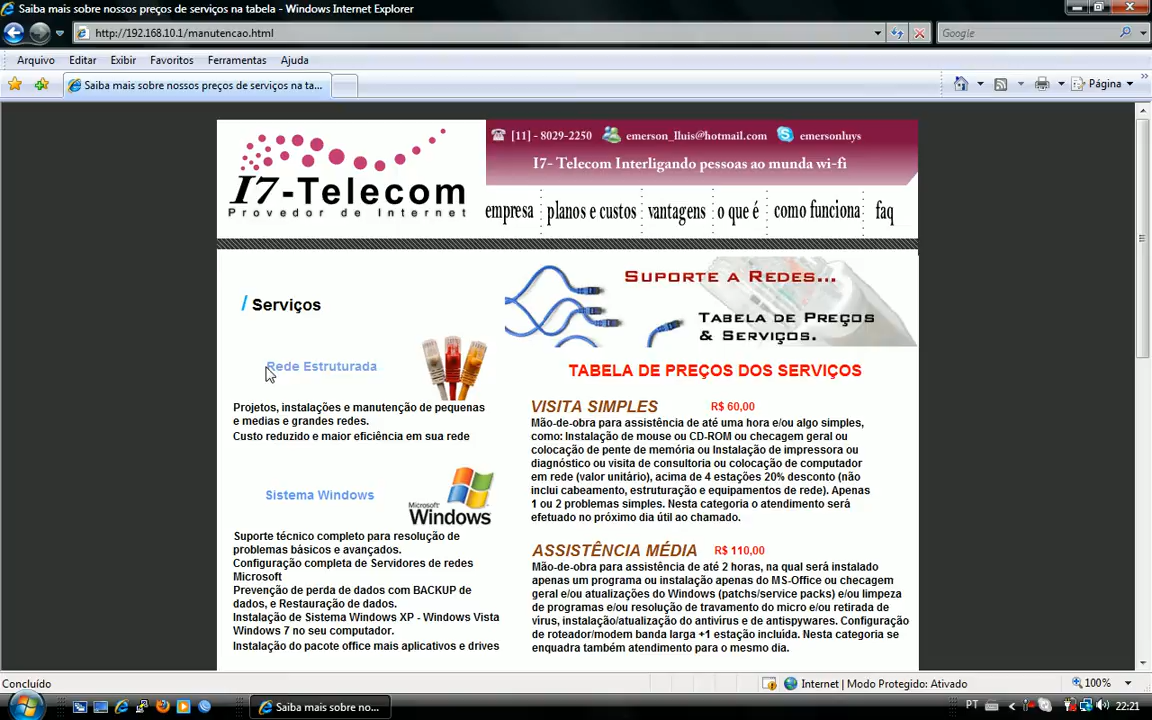 Saiba mais sobre nossos preços de serviços na tabela - Windows Internet Explorer
http://192.168.10.1/manutencao.html
Google
Arquivo Editar Exibir Favoritos Ferramentas Ajuda
Saiba mais sobre nossos preços de serviços na ta...
Página
[11] - 8029-2250 emerson_lluis@hotmail.com emersonluys
I7- Telecom Interligando pessoas ao munda wi-fi
I7-Telecom
Provedor de Internet
empresa planos e custos vantagens o que é como funciona faq
/ Serviços
Rede Estruturada
Projetos, instalações e manutenção de pequenas
e medias e grandes redes.
Custo reduzido e maior eficiência em sua rede
Sistema Windows
Microsoft
Windows
Suporte técnico completo para resolução de
problemas básicos e avançados.
Configuração completa de Servidores de redes
Microsoft
Prevenção de perda de dados com BACKUP de
dados, e Restauração de dados.
Instalação de Sistema Windows XP - Windows Vista
Windows 7 no seu computador.
Instalação do pacote office mais aplicativos e drives
Suporte a Redes...
Tabela de Preços
& Serviços.
TABELA DE PREÇOS DOS SERVIÇOS
VISITA SIMPLES R$ 60,00
Mão-de-obra para assistência de até uma hora e/ou algo simples,
como: Instalação de mouse ou CD-ROM ou checagem geral ou
colocação de pente de memória ou Instalação de impressora ou
diagnóstico ou visita de consultoria ou colocação de computador
em rede (valor unitário), acima de 4 estações 20% desconto (não
inclui cabeamento, estruturação e equipamentos de rede). Apenas
1 ou 2 problemas simples. Nesta categoria o atendimento será
efetuado no próximo dia útil ao chamado.
ASSISTÊNCIA MÉDIA R$ 110,00
Mão-de-obra para assistência de até 2 horas, na qual será instalado
apenas um programa ou instalação apenas do MS-Office ou checagem
geral e/ou atualizações do Windows (patchs/service packs) e/ou limpeza
de programas e/ou resolução de travamento do micro e/ou retirada de
vírus, instalação/atualização do antivírus e de antispywares. Configuração
de roteador/modem banda larga +1 estação incluída. Nesta categoria se
enquadra também atendimento para o mesmo dia.
Concluído
Internet | Modo Protegido: Ativado
100%
Saiba mais sobre no...
PT
22:21